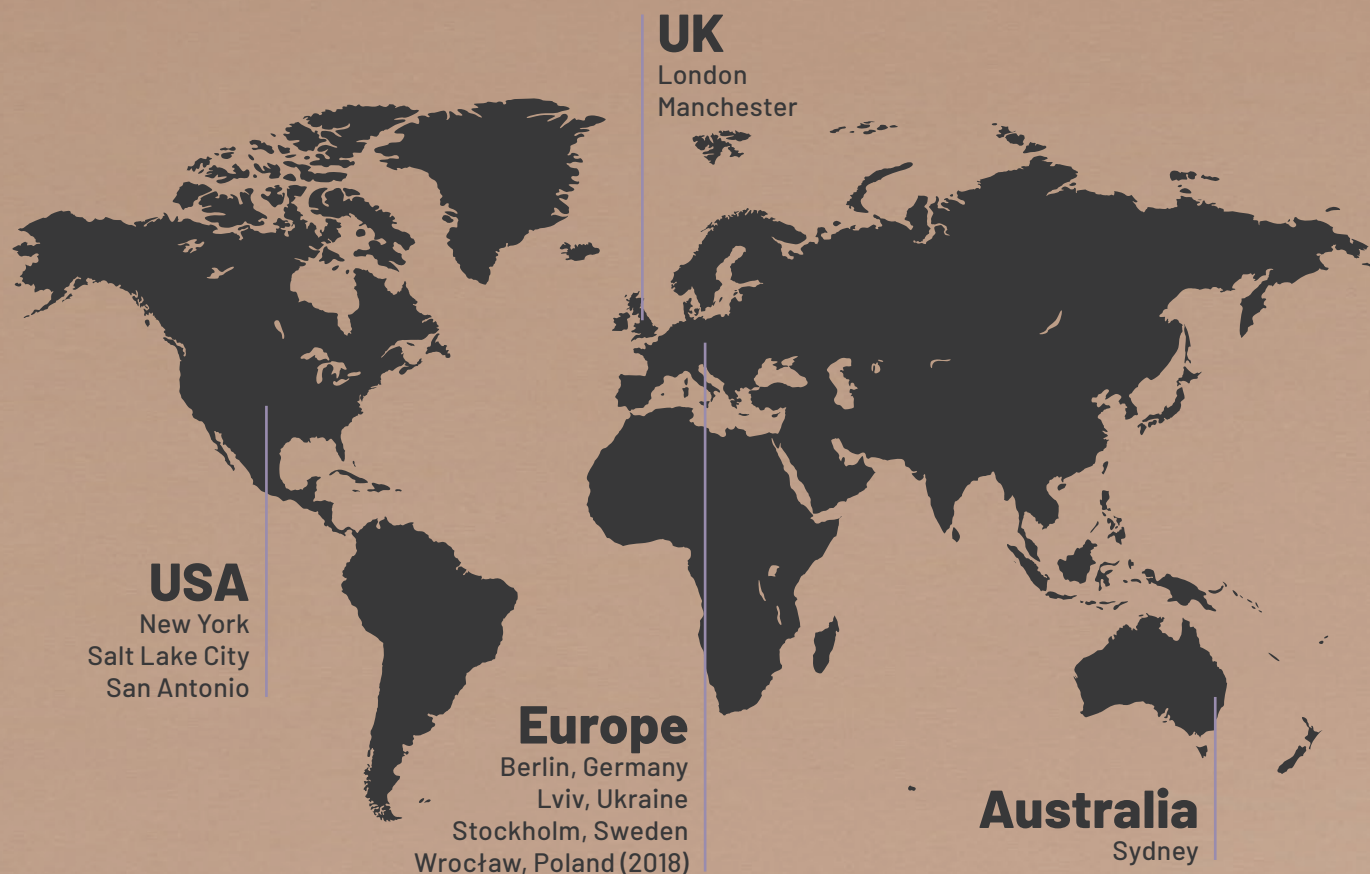 UK
London
Manchester
USA
New York
Salt Lake City
San Antonio
Europe
Berlin, Germany
Lviv, Ukraine
Stockholm, Sweden
Wrocław, Poland (2018)
Australia
Sydney